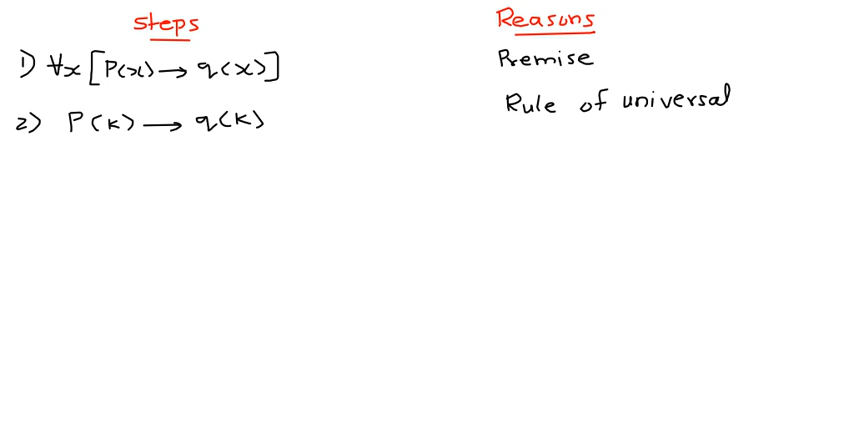 Steps Reasons
1) ∀x [P(x) → q(x)] Premise
2) P(k) → q(k) Rule of universal